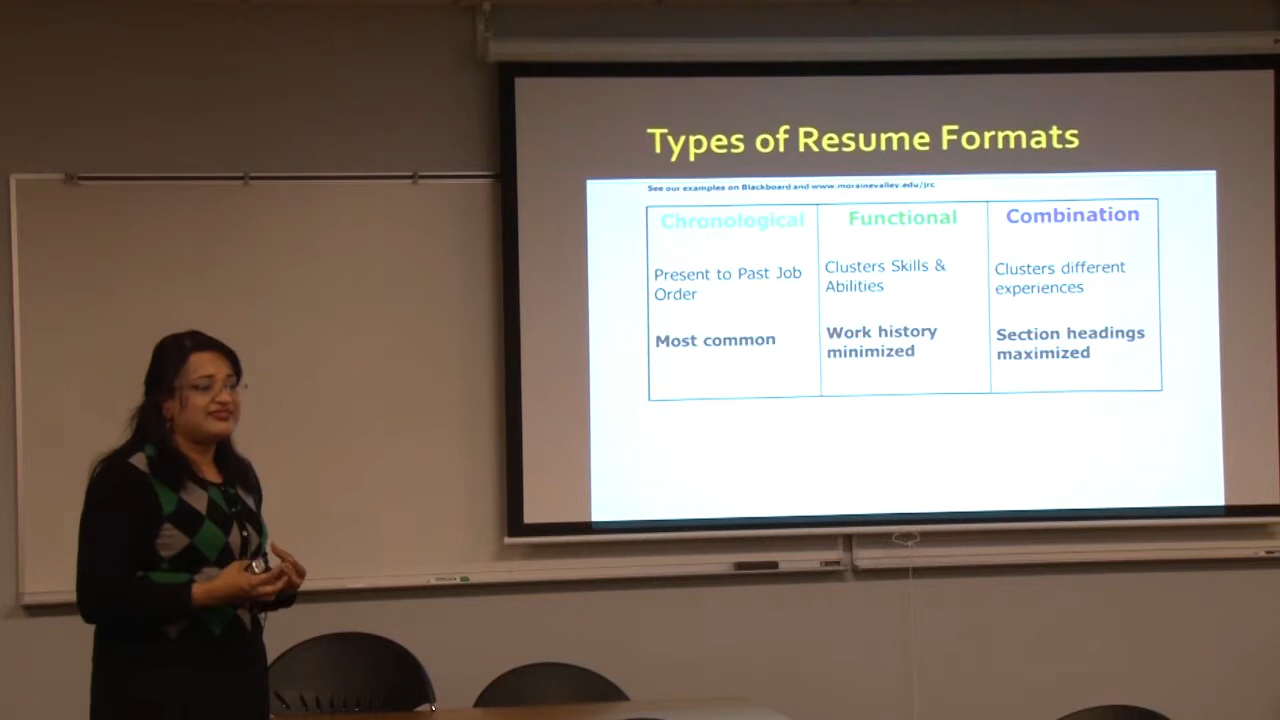 Types of Resume Formats
See our examples on Blackboard and www.morainevalley.edu/jrc
Chronological
Present to Past Job
Order
Most common
Functional
Clusters Skills &
Abilities
Work history
minimized
Combination
Clusters different
experiences
Section headings
maximized